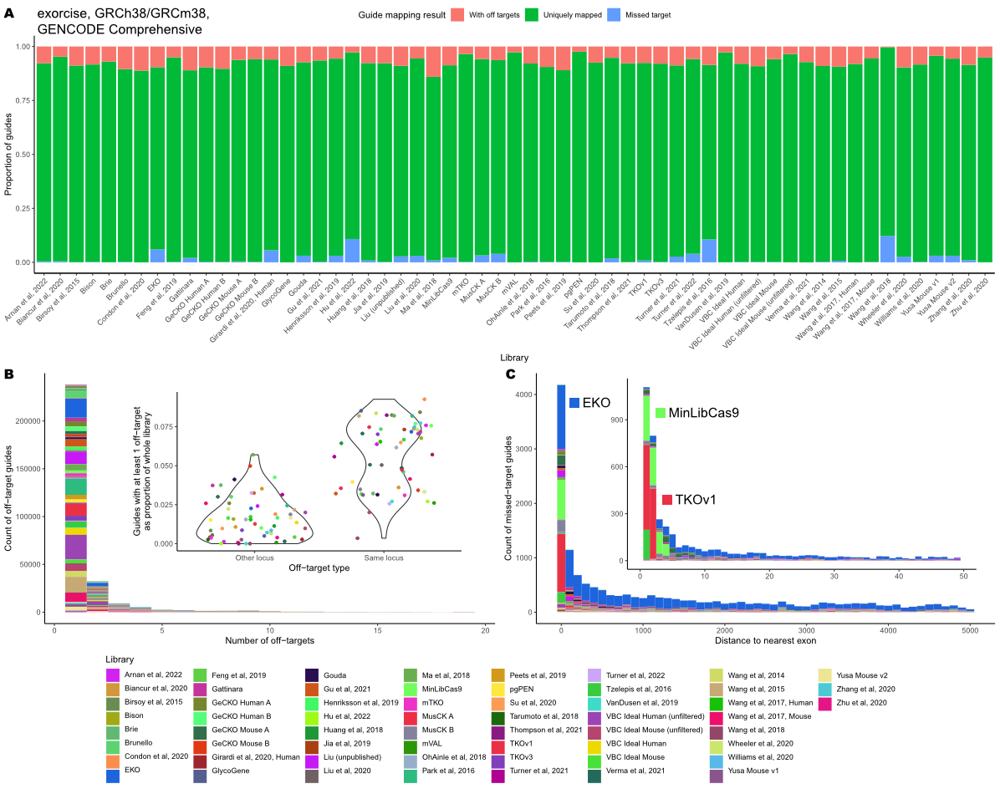 A
exorcise, GRCh38/GRCm38,
GENCODE Comprehensive
Guide mapping result
With off targets
Uniquely mapped
Missed target
Proportion of guides
1.00
0.75
0.50
0.25
0.00
Arnan et al, 2022
Biancur et al, 2020
Birsoy et al, 2015
Bison
Brie
Brunello
Condon et al, 2020
EKO
Feng et al, 2019
Gattinara
GeCKO Human A
GeCKO Human B
GeCKO Mouse A
GeCKO Mouse B
Girardi et al, 2020, Human
GlycoGene
Gouda
Gu et al, 2021
Henriksson et al, 2019
Hu et al, 2022
Huang et al, 2018
Jia et al, 2019
Liu (unpublished)
Liu et al, 2020
Ma et al, 2018
MinLibCas9
mTKO
MusCK A
MusCK B
mVAL
OhAinle et al, 2018
Park et al, 2016
Peets et al, 2019
pgPEN
Su et al, 2020
Tarumoto et al, 2018
Thompson et al, 2021
TKOv1
TKOv3
Turner et al, 2021
Turner et al, 2022
Tzelepis et al, 2016
VanDusen et al, 2019
VBC Ideal Human
VBC Ideal Human (unfiltered)
VBC Ideal Mouse
VBC Ideal Mouse (unfiltered)
Verma et al, 2021
Wang et al, 2014
Wang et al, 2015
Wang et al, 2017, Human
Wang et al, 2017, Mouse
Wang et al, 2018
Wheeler et al, 2020
Williams et al, 2020
Yusa Mouse v1
Yusa Mouse v2
Zhang et al, 2020
Zhu et al, 2020
Library
B
Count of off−target guides
200000
150000
100000
50000
0
0
5
10
15
20
Number of off−targets
Guides with at least 1 off−target
as proportion of whole library
0.075
0.050
0.025
0.000
Other locus
Same locus
Off−target type
C
Count of missed−target guides
4000
3000
2000
1000
0
0
1000
2000
3000
4000
5000
Distance to nearest exon
EKO
MinLibCas9
TKOv1
900
600
300
0
0
10
20
30
40
50
Library
Arnan et al, 2022
Biancur et al, 2020
Birsoy et al, 2015
Bison
Brie
Brunello
Condon et al, 2020
EKO
Feng et al, 2019
Gattinara
GeCKO Human A
GeCKO Human B
GeCKO Mouse A
GeCKO Mouse B
Girardi et al, 2020, Human
GlycoGene
Gouda
Gu et al, 2021
Henriksson et al, 2019
Hu et al, 2022
Huang et al, 2018
Jia et al, 2019
Liu (unpublished)
Liu et al, 2020
Ma et al, 2018
MinLibCas9
mTKO
MusCK A
MusCK B
mVAL
OhAinle et al, 2018
Park et al, 2016
Peets et al, 2019
pgPEN
Su et al, 2020
Tarumoto et al, 2018
Thompson et al, 2021
TKOv1
TKOv3
Turner et al, 2021
Turner et al, 2022
Tzelepis et al, 2016
VanDusen et al, 2019
VBC Ideal Human (unfiltered)
VBC Ideal Mouse (unfiltered)
VBC Ideal Human
VBC Ideal Mouse
Verma et al, 2021
Wang et al, 2014
Wang et al, 2015
Wang et al, 2017, Human
Wang et al, 2017, Mouse
Wang et al, 2018
Wheeler et al, 2020
Williams et al, 2020
Yusa Mouse v1
Yusa Mouse v2
Zhang et al, 2020
Zhu et al, 2020